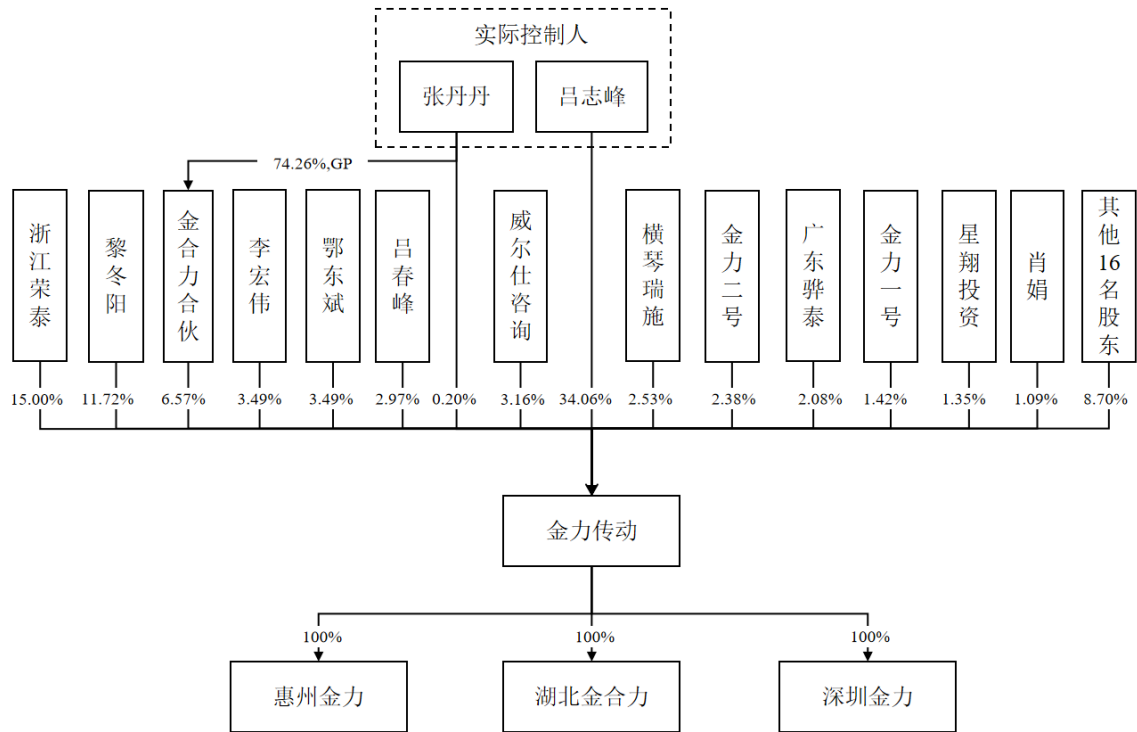 实际控制人
张丹丹
吕志峰
74.26%,GP
浙江荣泰
黎冬阳
金合力合伙
李宏伟
鄂东斌
吕春峰
威尔仕咨询
横琴瑞施
金力二号
广东骅泰
金力一号
星翔投资
肖娟
其他16名股东
15.00%
11.72%
6.57%
3.49%
3.49%
2.97%
0.20%
3.16%
34.06%
2.53%
2.38%
2.08%
1.42%
1.35%
1.09%
8.70%
金力传动
100%
100%
100%
惠州金力
湖北金合力
深圳金力